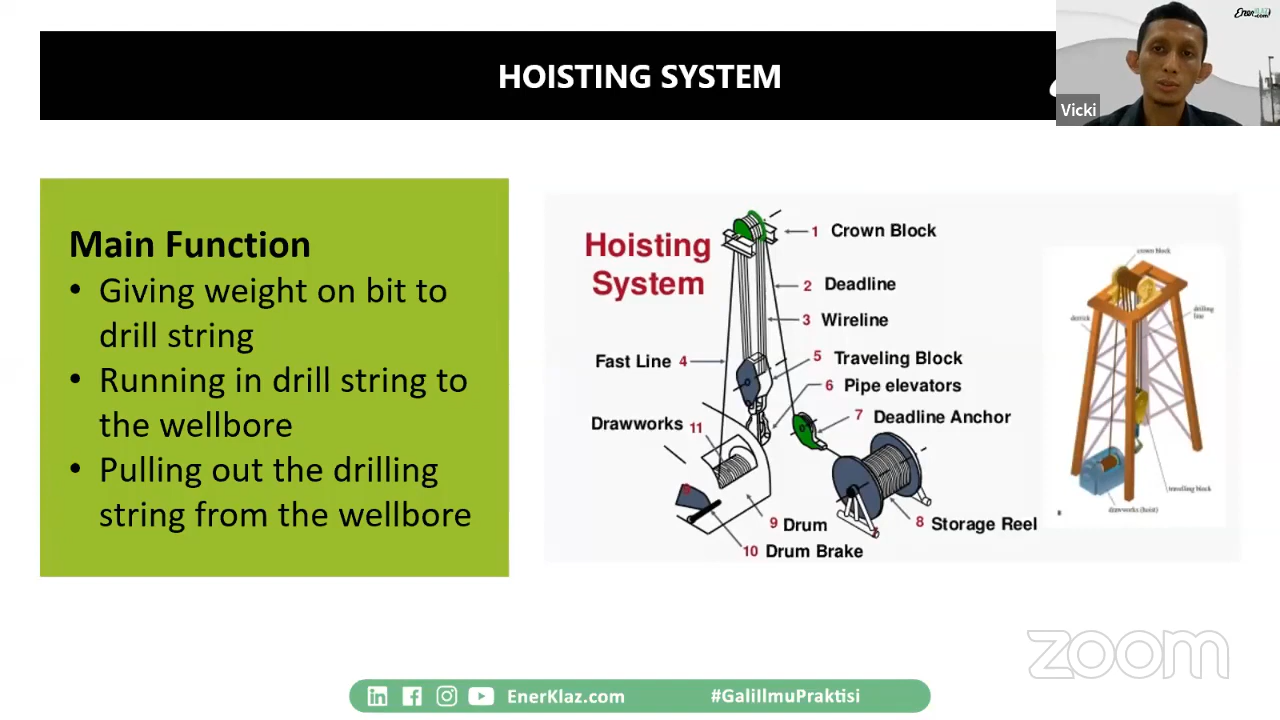 HOISTING SYSTEM
Vicki
Main Function
• Giving weight on bit to
drill string
• Running in drill string to
the wellbore
• Pulling out the drilling
string from the wellbore
Hoisting
System
1 Crown Block
2 Deadline
3 Wireline
Fast Line 4
5 Traveling Block
6 Pipe elevators
7 Deadline Anchor
Drawworks 11
8 Storage Reel
9 Drum
10 Drum Brake
crown block
derrick
drilling
line
travelling block
drawworks (hoist)
zoom
EnerKlaz.com
#GaliIlmuPraktisi